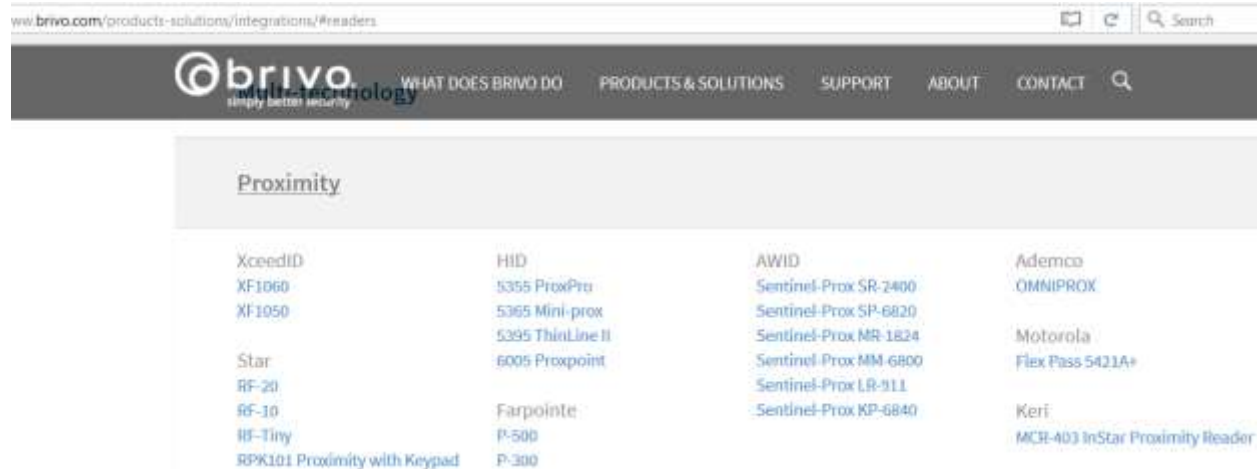 ww.brivo.com/products-solutions/integrations/#readers
Search
brivo
simply better security
Multi-technology
WHAT DOES BRIVO DO
PRODUCTS & SOLUTIONS
SUPPORT
ABOUT
CONTACT
Proximity
XceedID
XF1060
XF1050
Star
RF-20
RF-10
RF-Tiny
RPK101 Proximity with Keypad
HID
5355 ProxPro
5365 Mini-prox
5395 ThinLine II
6005 Proxpoint
Farpointe
P-500
P-300
AWID
Sentinel-Prox SR-2400
Sentinel-Prox SP-6820
Sentinel-Prox MR-1824
Sentinel-Prox MM-6800
Sentinel-Prox LR-911
Sentinel-Prox KP-6840
Ademco
OMNIPROX
Motorola
Flex Pass 5421A+
Keri
MCR-403 InStar Proximity Reader